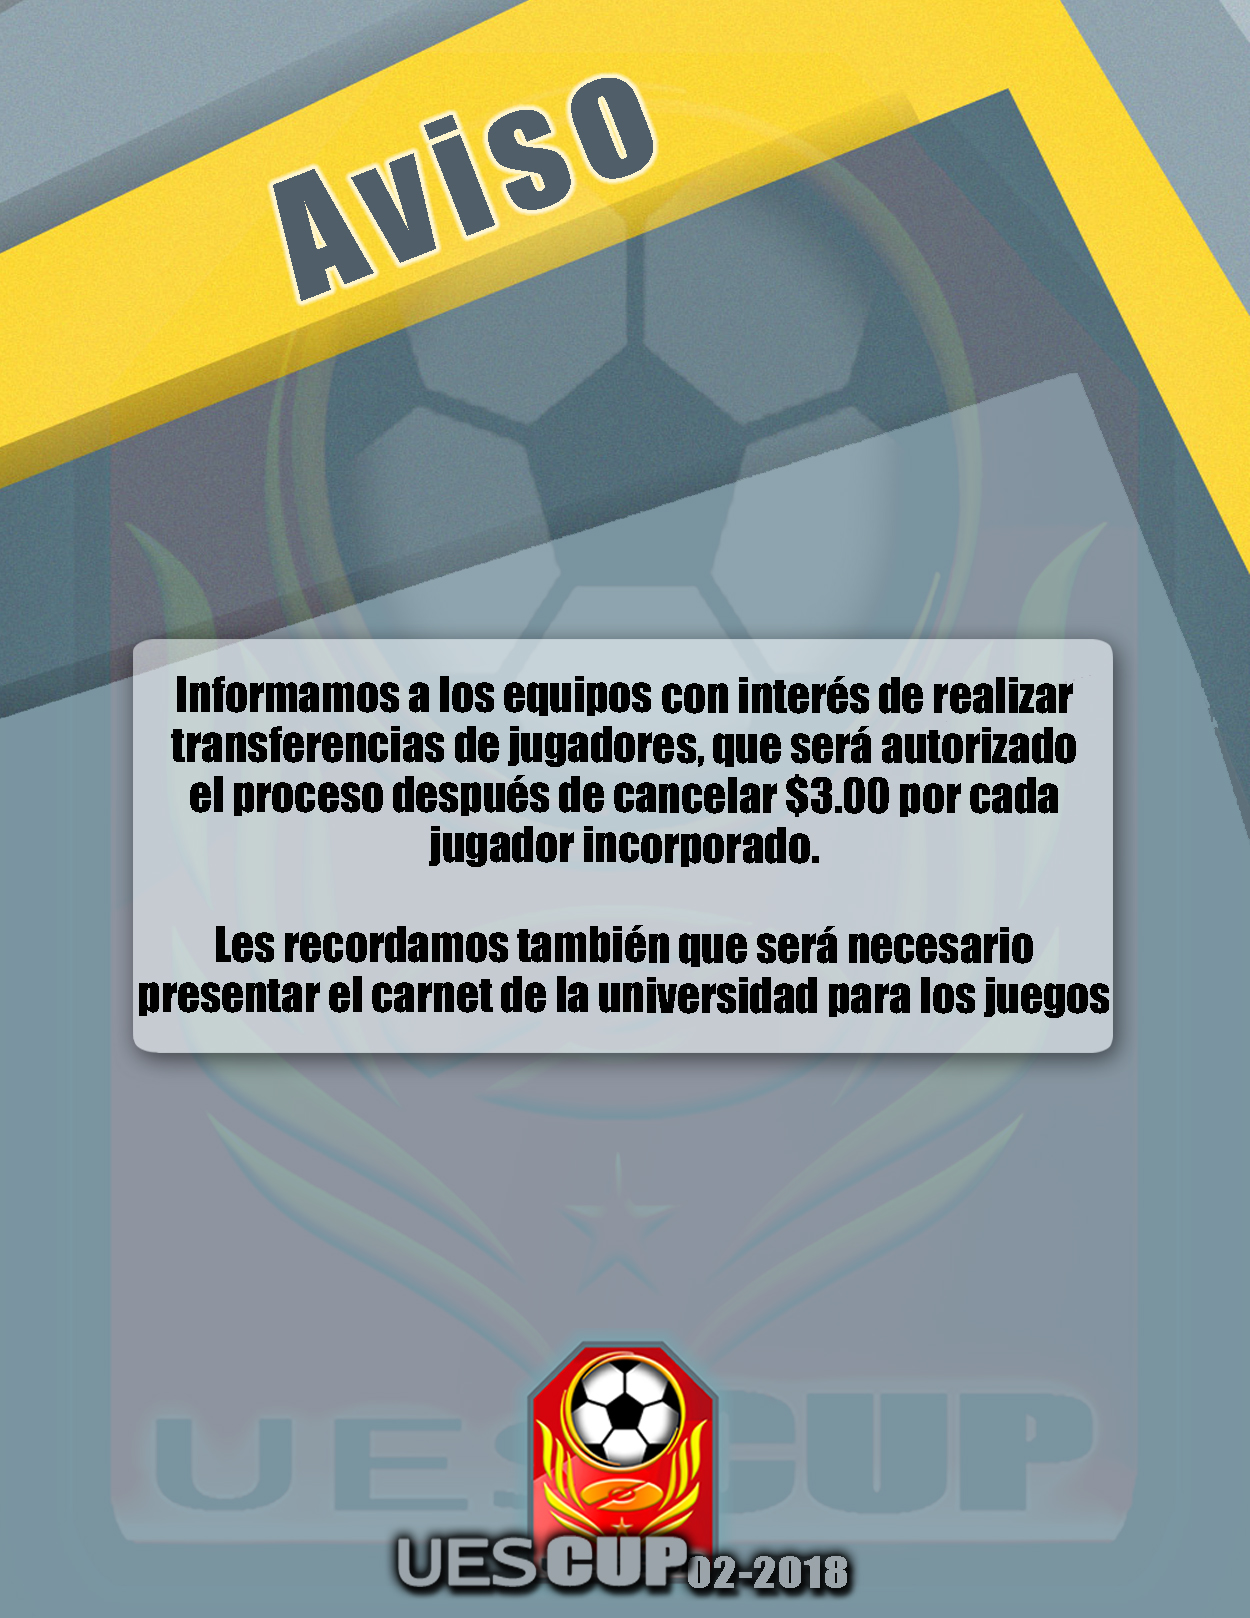 Aviso
Informamos a los equipos con interés de realizar
transferencias de jugadores, que será autorizado
el proceso después de cancelar $3.00 por cada
jugador incorporado.
Les recordamos también que será necesario
presentar el carnet de la universidad para los juegos
UES CUP
UESCUP 02-2018